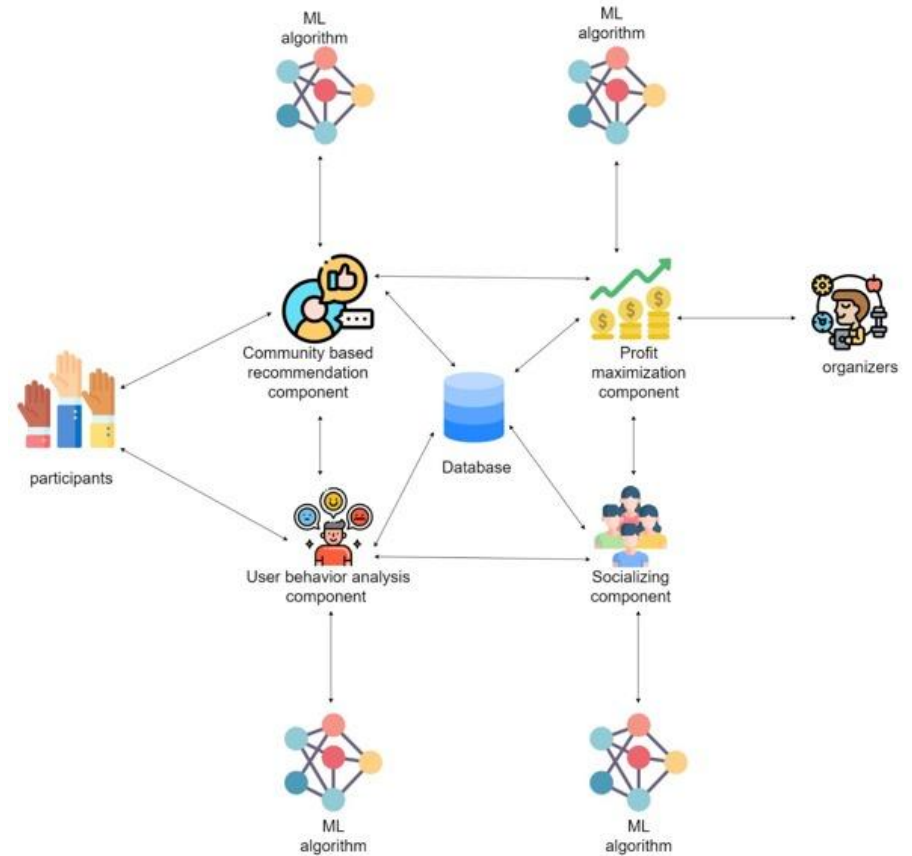 ML
algorithm
ML
algorithm
Community based
recommendation
component
Profit
maximization
component
organizers
participants
Database
User behavior analysis
component
Socializing
component
ML
algorithm
ML
algorithm